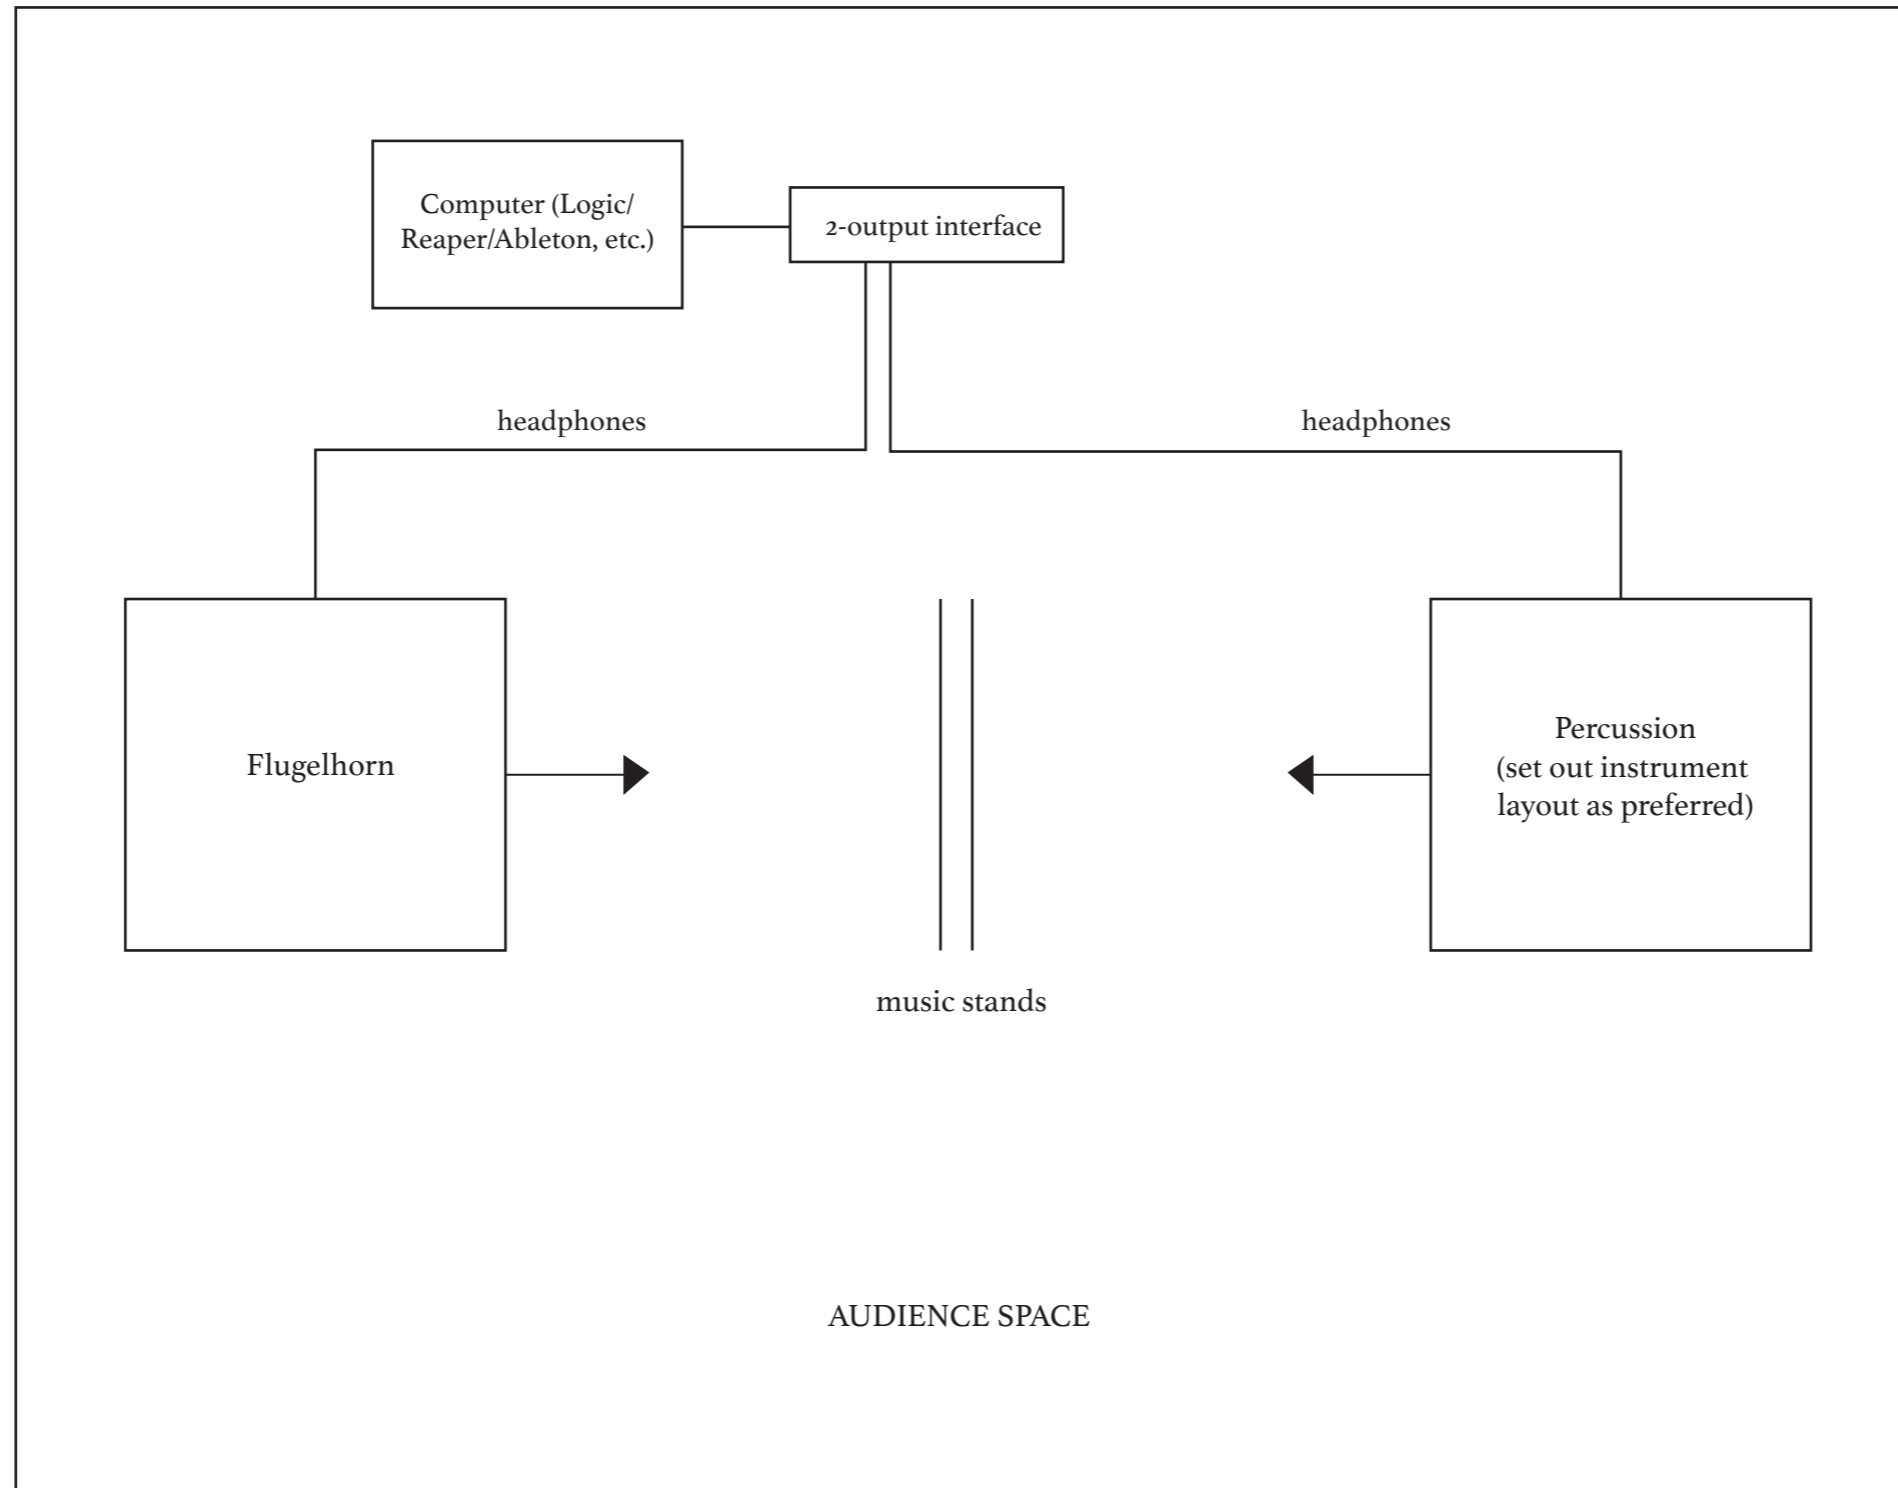 Computer (Logic/
Reaper/Ableton, etc.)
2-output interface
headphones
headphones
Flugelhorn
Percussion
(set out instrument
layout as preferred)
music stands
AUDIENCE SPACE